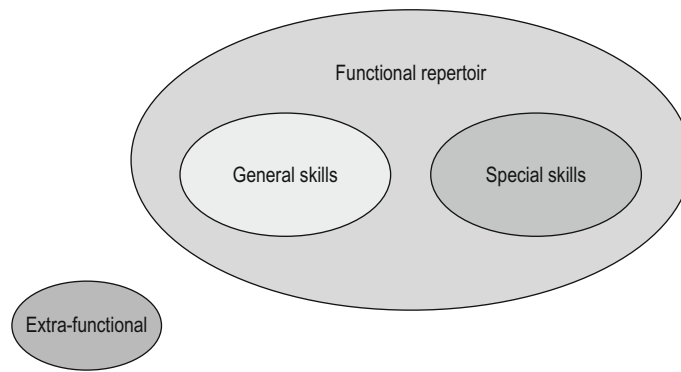 Functional repertoir
General skills
Special skills
Extra-functional